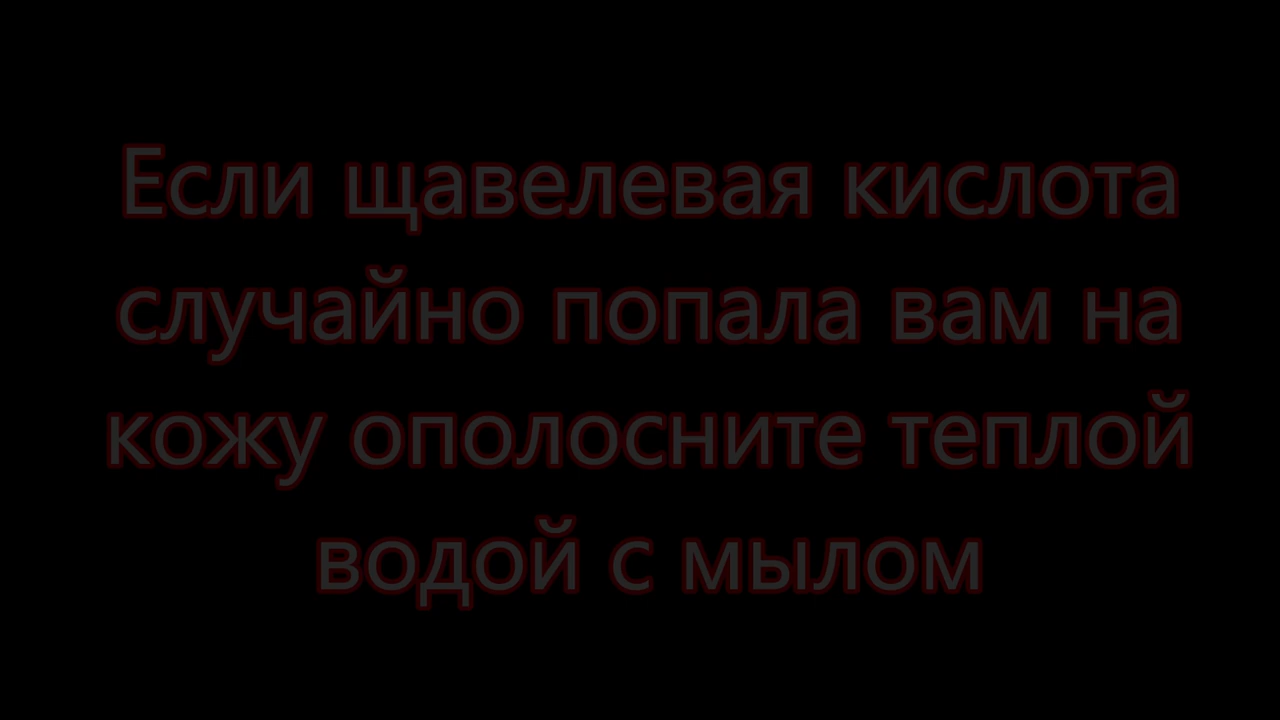 Если щавелевая кислота
случайно попала вам на
кожу ополосните теплой
водой с мылом